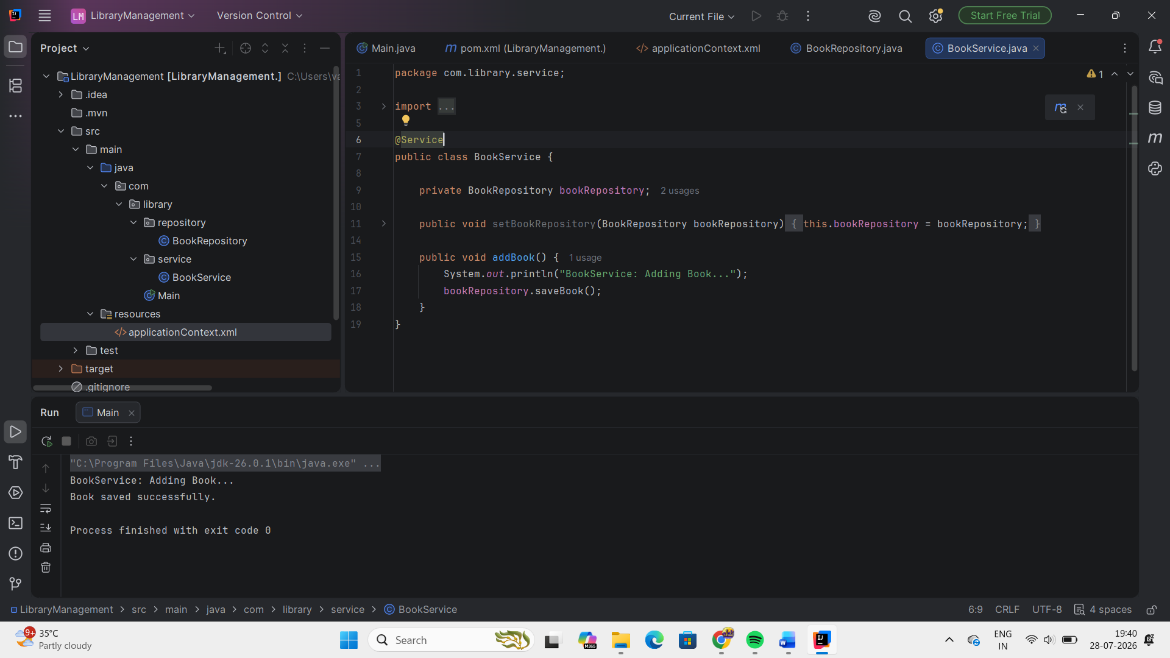 LM LibraryManagement Version Control Current File Start Free Trial
Project
Main.java pom.xml (LibraryManagement.) applicationContext.xml BookRepository.java BookService.java
LibraryManagement [LibraryManagement.] C:\Users\
.idea
.mvn
src
main
java
com
library
repository
BookRepository
service
BookService
Main
resources
applicationContext.xml
test
target
.gitignore
1 package com.library.service;
2
3 import ...
5
6 @Service
7 public class BookService {
8
9 private BookRepository bookRepository; 2 usages
10
11 public void setBookRepository(BookRepository bookRepository) { this.bookRepository = bookRepository; }
14
15 public void addBook() { 1 usage
16 System.out.println("BookService: Adding Book...");
17 bookRepository.saveBook();
18 }
19 }
1
Run Main
"C:\Program Files\Java\jdk-26.0.1\bin\java.exe" ...
BookService: Adding Book...
Book saved successfully.
Process finished with exit code 0
LibraryManagement > src > main > java > com > library > service > BookService 6:9 CRLF UTF-8 4 spaces
9+ 35°C
Partly cloudy
Search
ENG
IN
19:40
28-07-2026